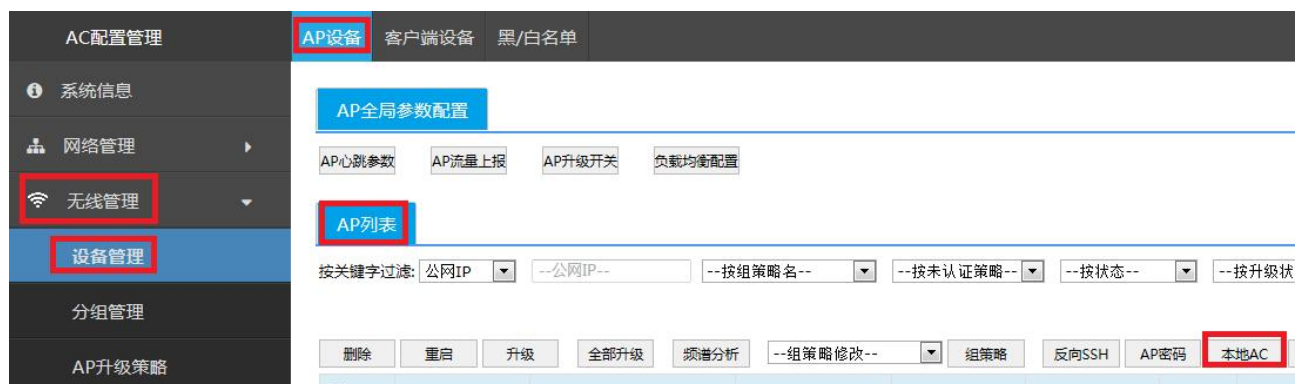 AC配置管理 AP设备 客户端设备 黑/白名单
系统信息
AP全局参数配置
网络管理
AP心跳参数 AP流量上报 AP升级开关 负载均衡配置
无线管理
AP列表
设备管理
按关键字过滤: 公网IP --公网IP-- --按组策略名-- --按未认证策略-- --按状态-- --按升级状
分组管理
删除 重启 升级 全部升级 频谱分析 --组策略修改-- 组策略 反向SSH AP密码 本地AC
AP升级策略